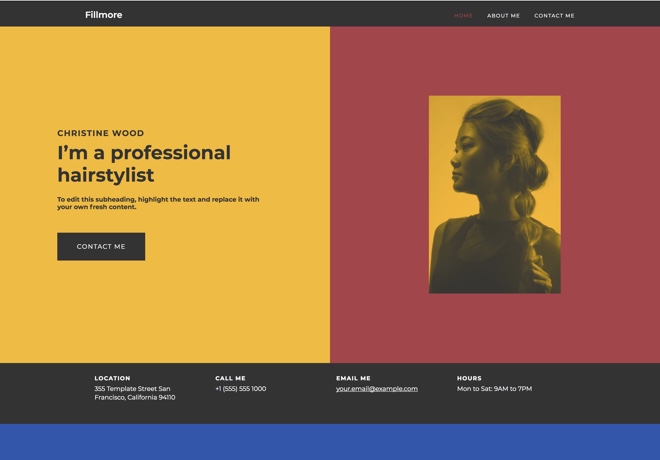 Fillmore
HOME ABOUT ME CONTACT ME
CHRISTINE WOOD
I’m a professional
hairstylist
To edit this subheading, highlight the text and replace it with
your own fresh content.
CONTACT ME
LOCATION
355 Template Street San
Francisco, California 94110
CALL ME
+1 (555) 555 1000
EMAIL ME
your.email@example.com
HOURS
Mon to Sat: 9AM to 7PM